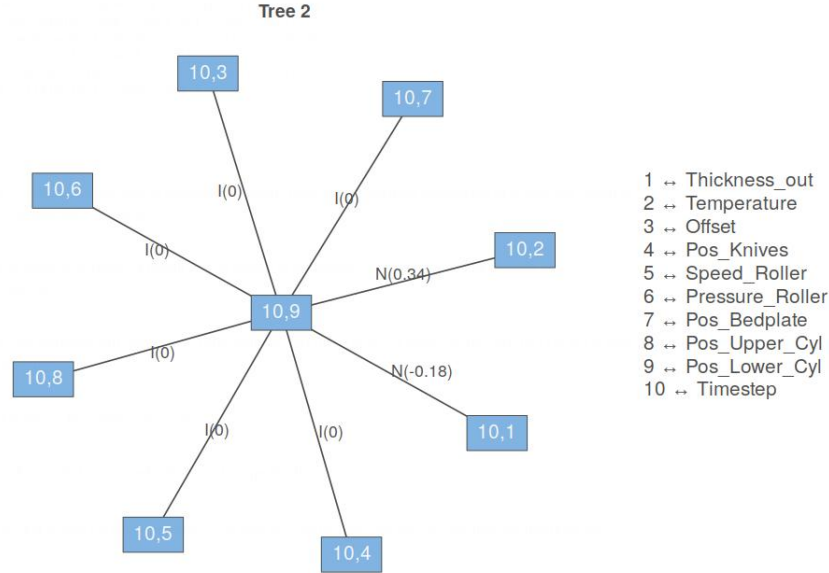 Tree 2
10,3
10,7
I(0)
I(0)
10,6
10,2
I(0)
N(0.34)
10,9
I(0)
N(-0.18)
10,8
10,1
I(0)
I(0)
10,5
10,4
1 ↔ Thickness_out
2 ↔ Temperature
3 ↔ Offset
4 ↔ Pos_Knives
5 ↔ Speed_Roller
6 ↔ Pressure_Roller
7 ↔ Pos_Bedplate
8 ↔ Pos_Upper_Cyl
9 ↔ Pos_Lower_Cyl
10 ↔ Timestep